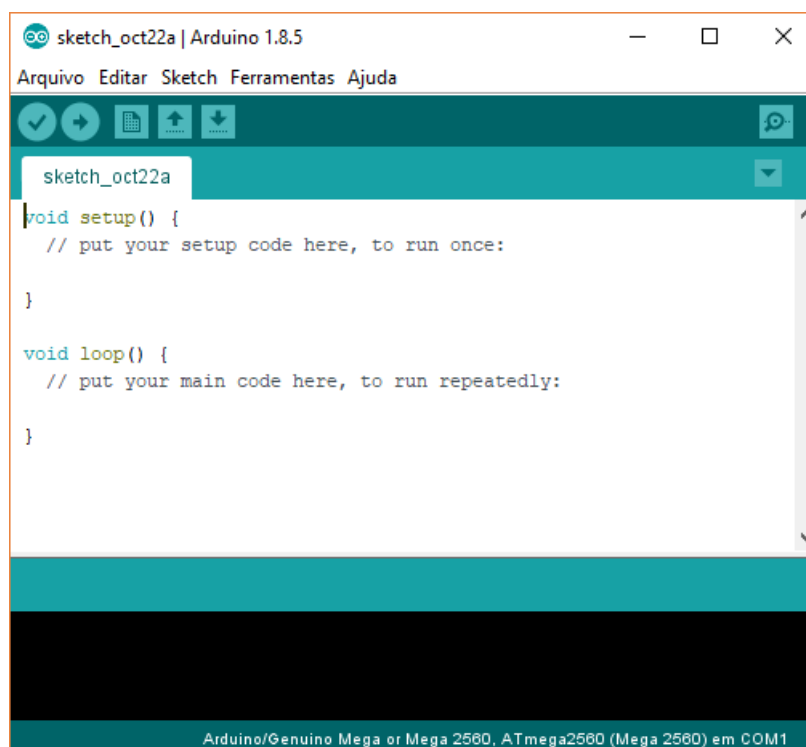 sketch_oct22a | Arduino 1.8.5
Arquivo Editar Sketch Ferramentas Ajuda
sketch_oct22a
void setup() {
  // put your setup code here, to run once:
}
void loop() {
  // put your main code here, to run repeatedly:
}
Arduino/Genuino Mega or Mega 2560, ATmega2560 (Mega 2560) em COM1